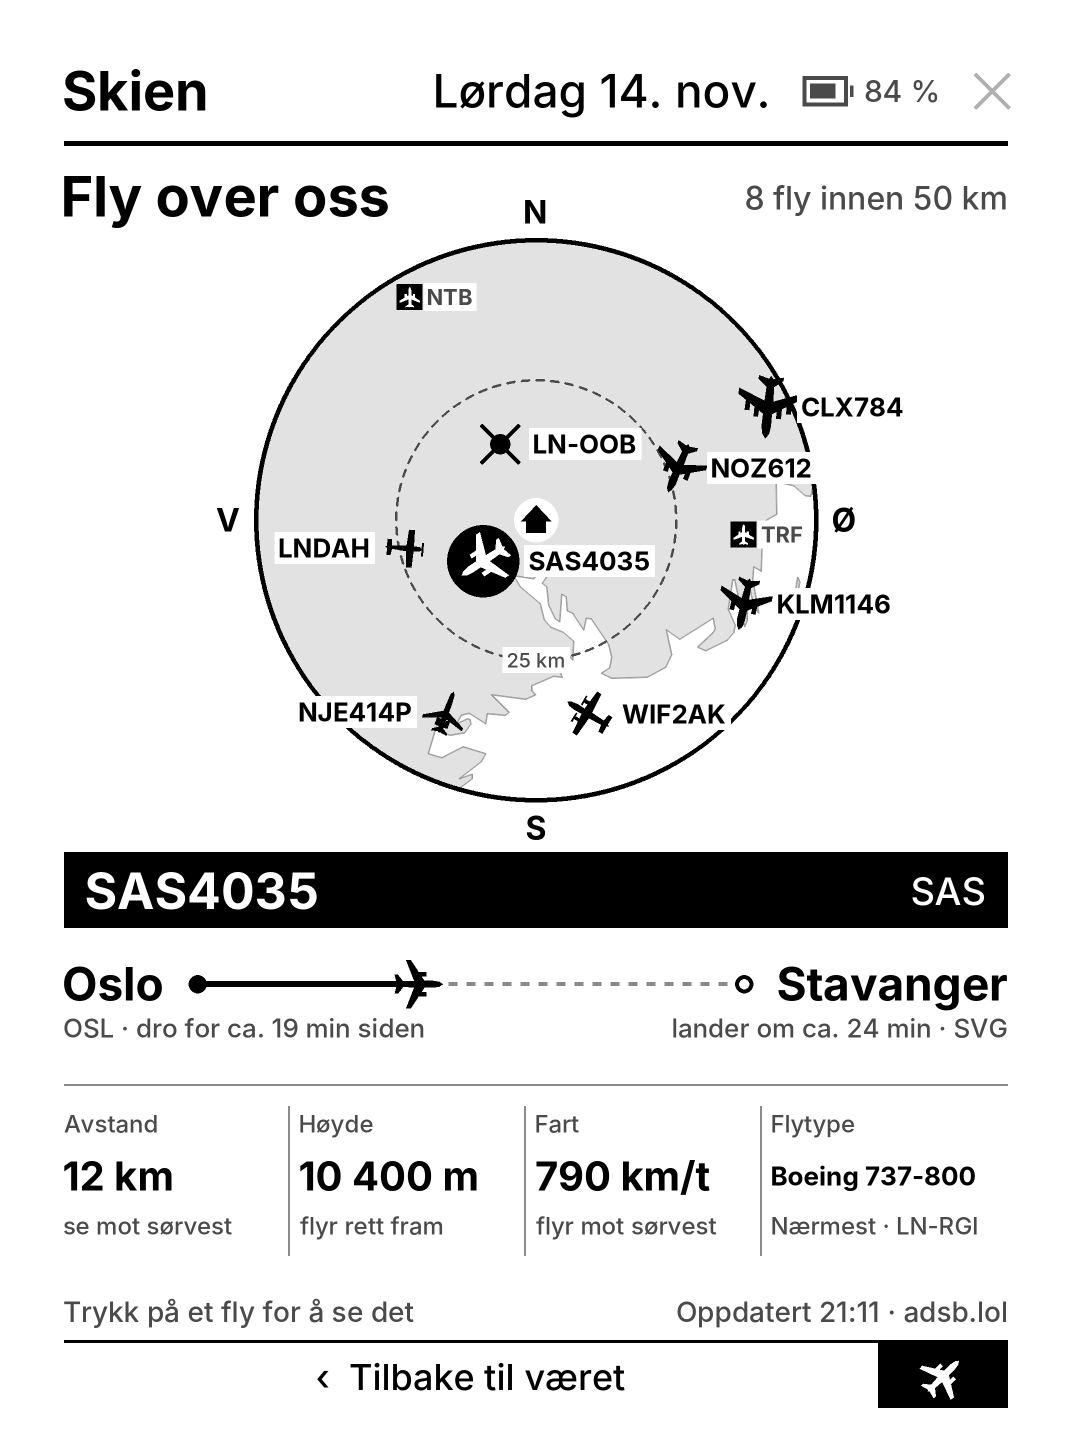 Skien
Lørdag 14. nov.
84 %
Fly over oss
8 fly innen 50 km
N
NTB
CLX784
LN-OOB
NOZ612
V
Ø
TRF
LNDAH
SAS4035
KLM1146
25 km
NJE414P
WIF2AK
S
SAS4035
SAS
Oslo
Stavanger
OSL · dro for ca. 19 min siden
lander om ca. 24 min · SVG
Avstand
12 km
se mot sørvest
Høyde
10 400 m
flyr rett fram
Fart
790 km/t
flyr mot sørvest
Flytype
Boeing 737-800
Nærmest · LN-RGI
Trykk på et fly for å se det
Oppdatert 21:11 · adsb.lol
‹ Tilbake til været